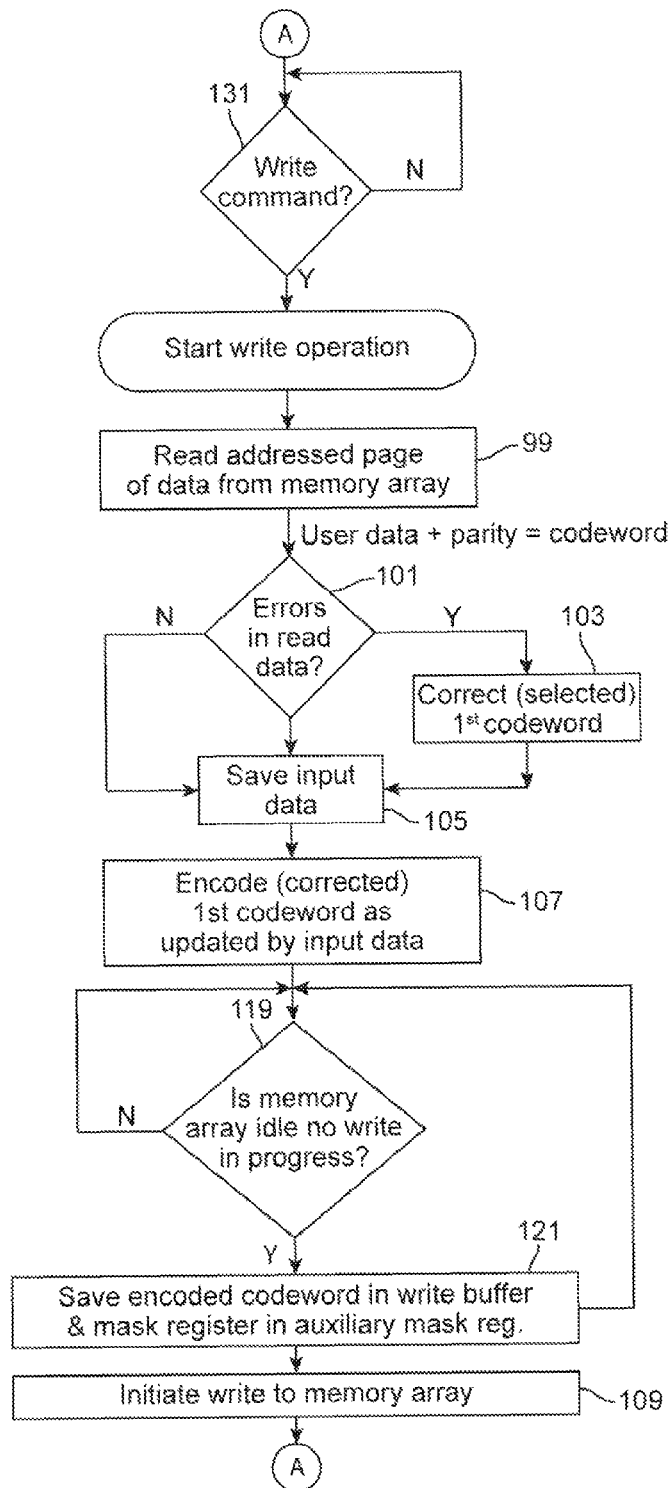 A
131
Write
command?
N
Y
Start write operation
Read addressed page
of data from memory array
99
User data + parity = codeword
101
Errors
in read
data?
N
Y
103
Correct (selected)
1st codeword
Save input
data
105
Encode (corrected)
1st codeword as
updated by input data
107
119
Is memory
array idle no write
in progress?
N
Y
121
Save encoded codeword in write buffer
& mask register in auxiliary mask reg.
Initiate write to memory array
109
A